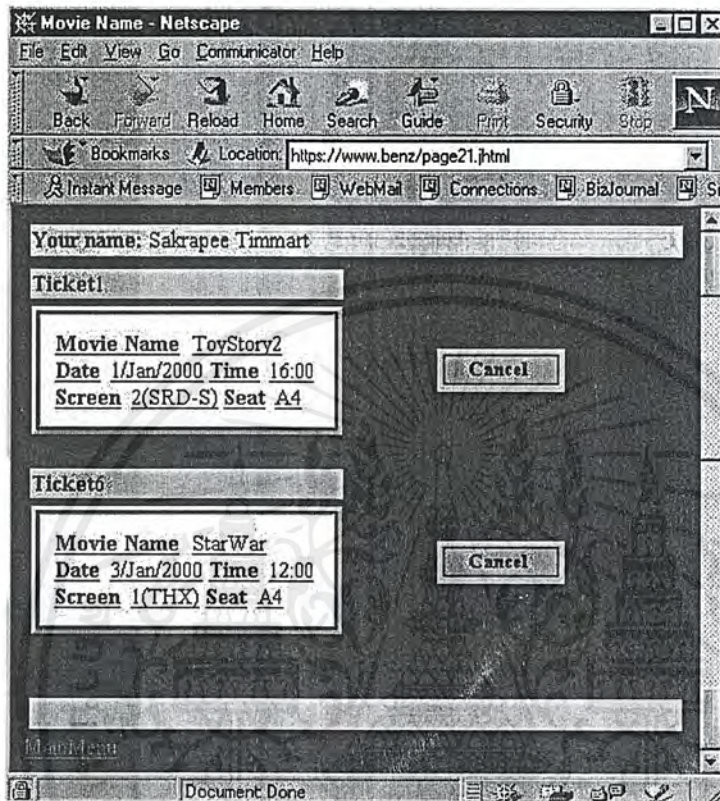 Movie Name - Netscape
File Edit View Go Communicator Help
Back Forward Reload Home Search Guide Print Security Stop
N
Bookmarks Location: https://www.benz/page21.jhtml
Instant Message Members WebMail Connections BizJournal
Your name: Sakrapee Timmart
Ticket1
Movie Name ToyStory2
Date 1/Jan/2000 Time 16:00
Screen 2(SRD-S) Seat A4
Cancel
Ticket6
Movie Name StarWar
Date 3/Jan/2000 Time 12:00
Screen 1(THX) Seat A4
Cancel
MainMenu
Document: Done